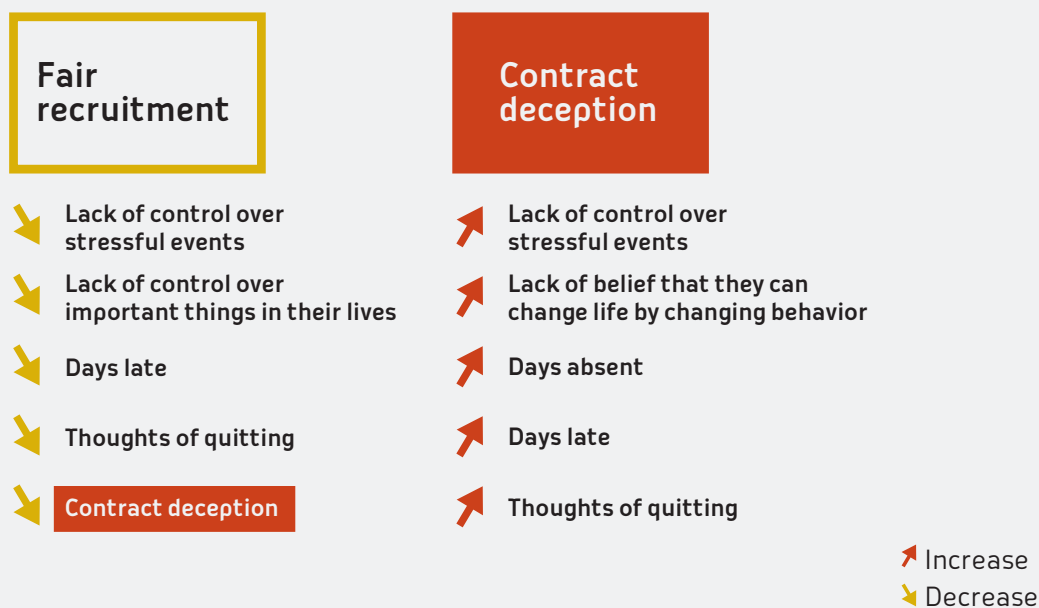 Fair
recruitment
Lack of control over
stressful events
Lack of control over
important things in their lives
Days late
Thoughts of quitting
Contract deception
Contract
deception
Lack of control over
stressful events
Lack of belief that they can
change life by changing behavior
Days absent
Days late
Thoughts of quitting
Increase
Decrease